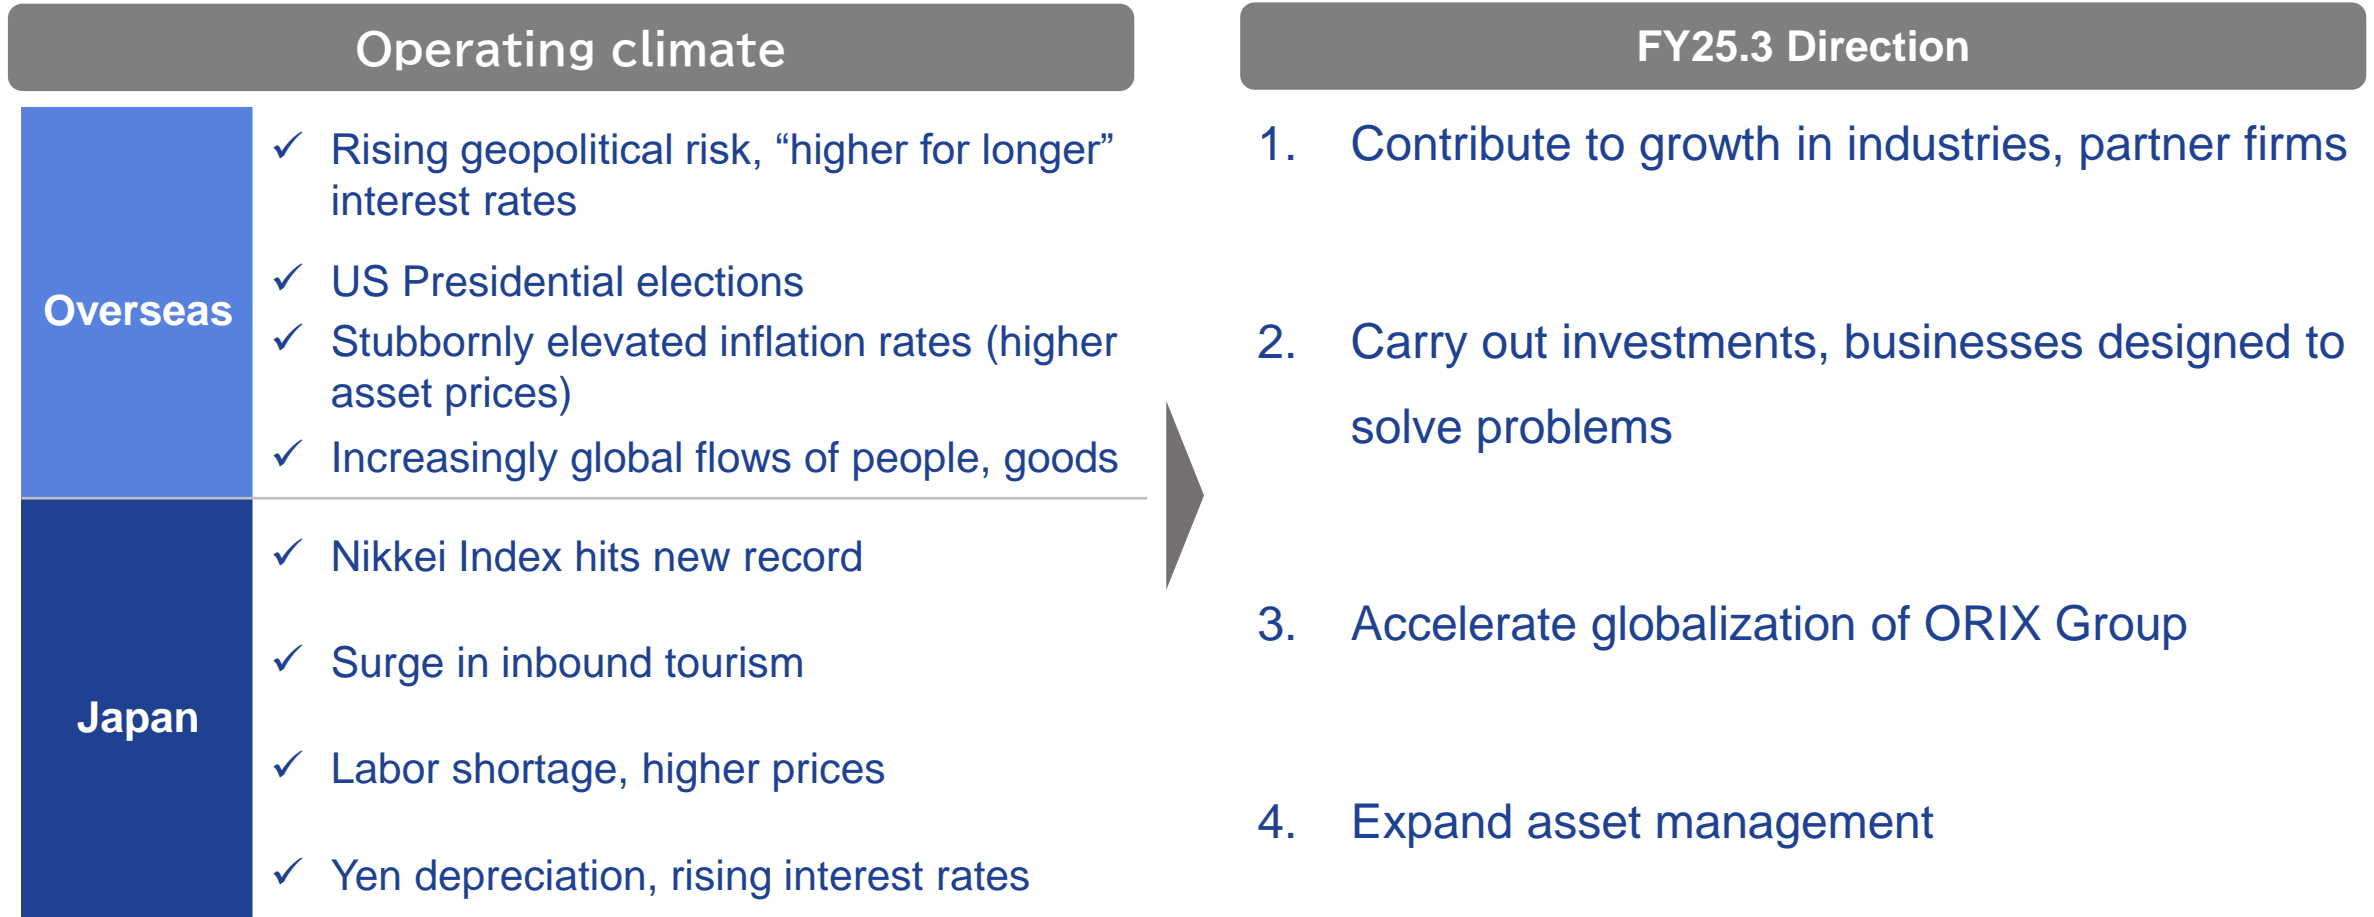 Operating climate
Overseas
✓ Rising geopolitical risk, “higher for longer”
interest rates
✓ US Presidential elections
✓ Stubbornly elevated inflation rates (higher
asset prices)
✓ Increasingly global flows of people, goods
Japan
✓ Nikkei Index hits new record
✓ Surge in inbound tourism
✓ Labor shortage, higher prices
✓ Yen depreciation, rising interest rates
FY25.3 Direction
1. Contribute to growth in industries, partner firms
2. Carry out investments, businesses designed to
solve problems
3. Accelerate globalization of ORIX Group
4. Expand asset management